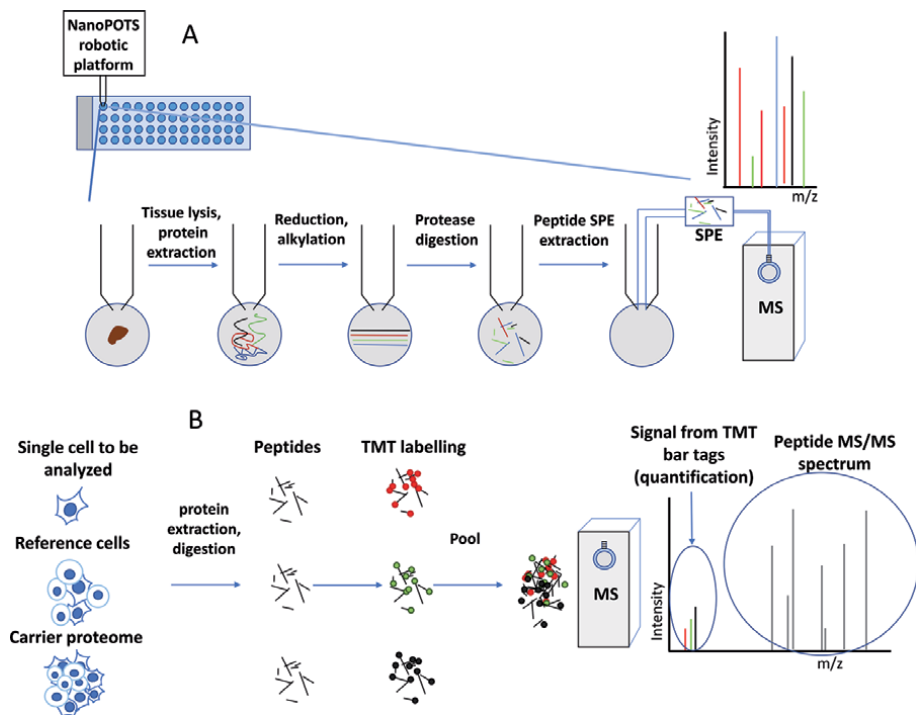 NanoPOTS
robotic
platform
A
Intensity
m/z
Tissue lysis,
protein
extraction
Reduction,
alkylation
Protease
digestion
Peptide SPE
extraction
SPE
MS
B
Single cell to be
analyzed
Reference cells
Carrier proteome
protein
extraction,
digestion
Peptides
TMT labelling
Pool
MS
Signal from TMT
bar tags
(quantification)
Peptide MS/MS
spectrum
Intensity
m/z